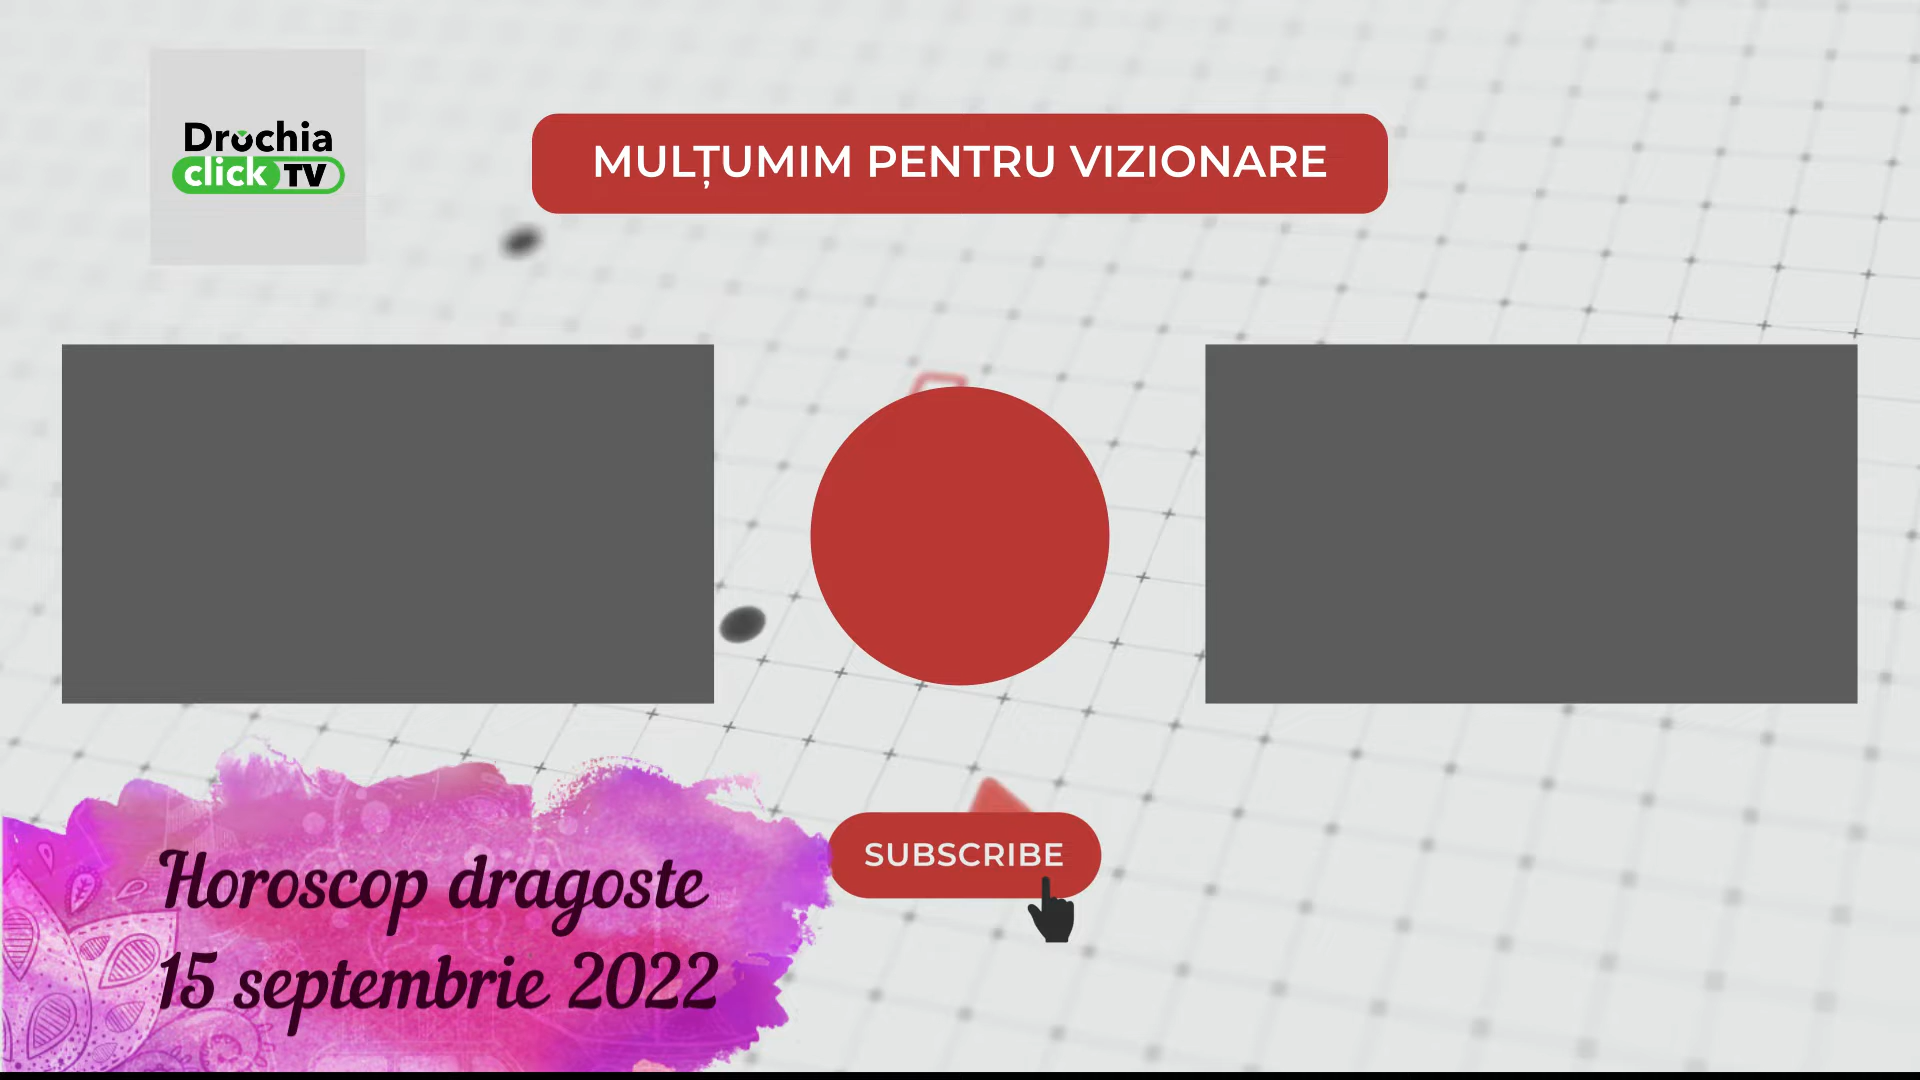 Drochia
click TV
MULȚUMIM PENTRU VIZIONARE
SUBSCRIBE
Horoscop dragoste
15 septembrie 2022